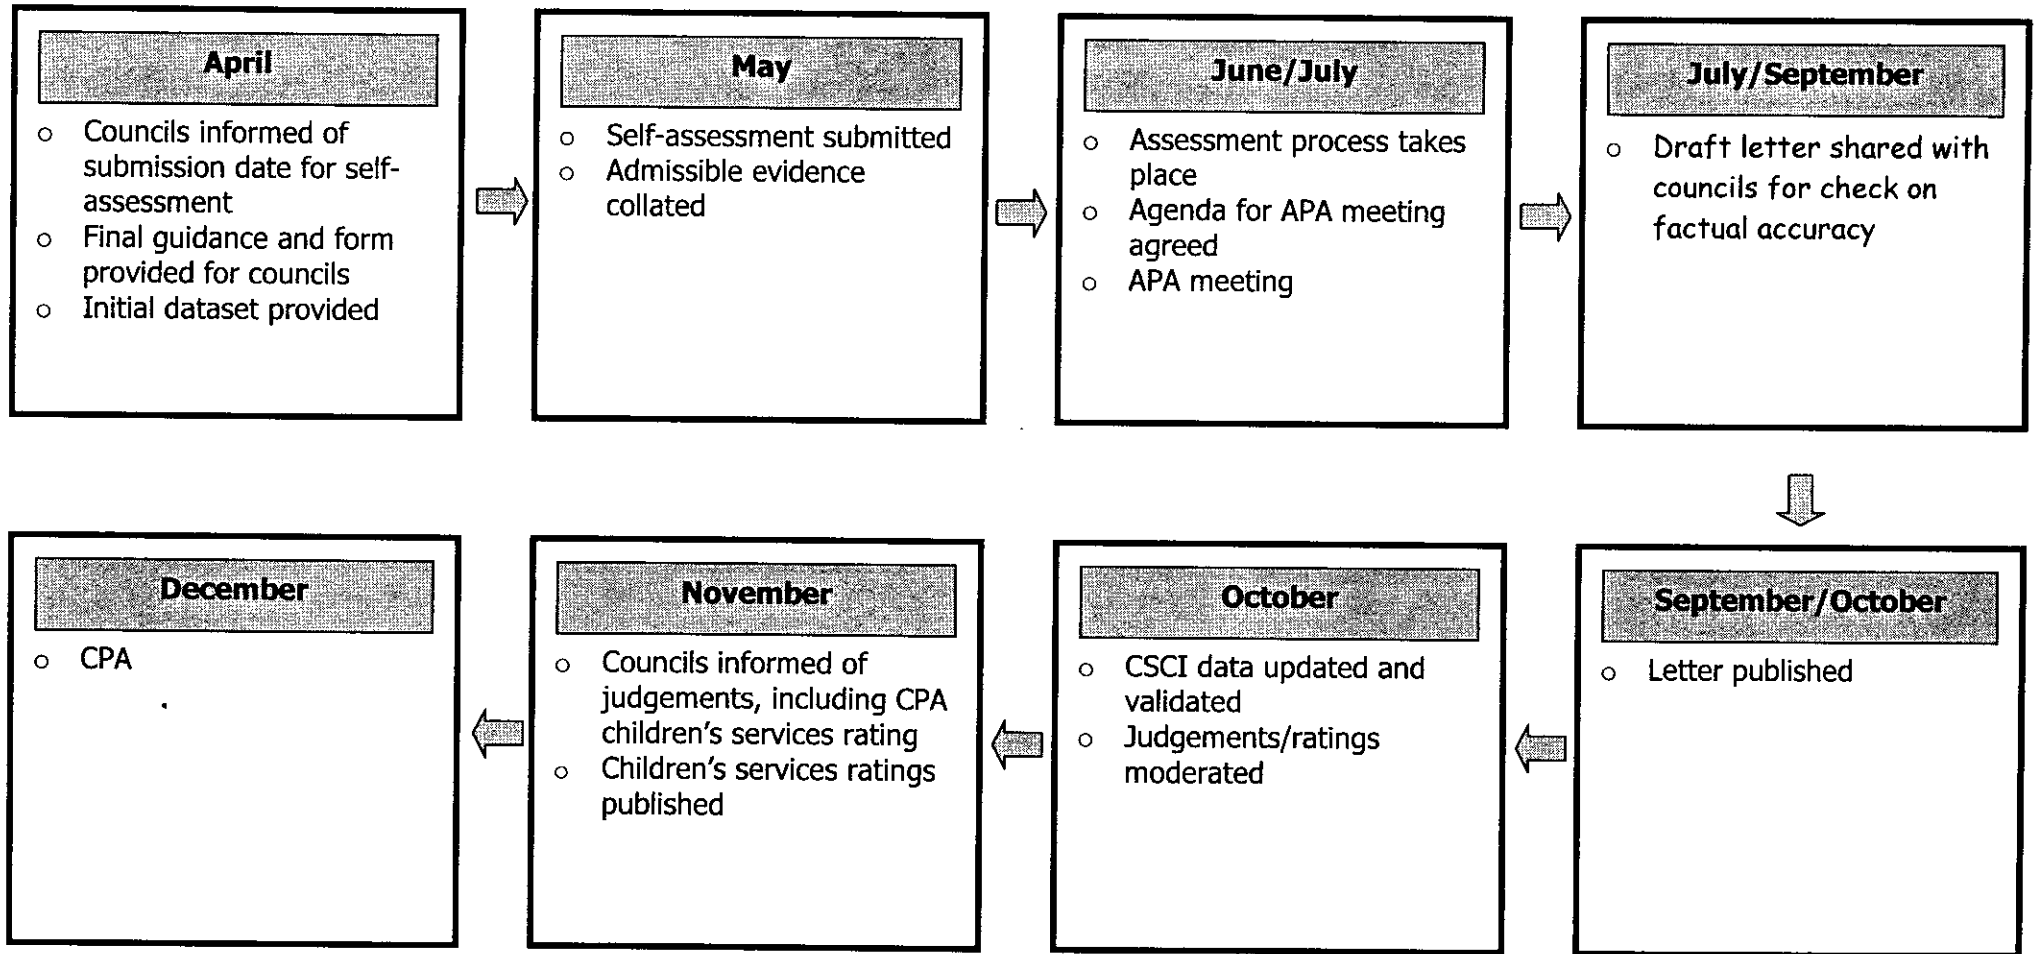 April
○ Councils informed of
submission date for self-
assessment
○ Final guidance and form
provided for councils
○ Initial dataset provided
May
○ Self-assessment submitted
○ Admissible evidence
collated
June/July
○ Assessment process takes
place
○ Agenda for APA meeting
agreed
○ APA meeting
July/September
○ Draft letter shared with
councils for check on
factual accuracy
September/October
○ Letter published
October
○ CSCI data updated and
validated
○ Judgements/ratings
moderated
November
○ Councils informed of
judgements, including CPA
children's services rating
○ Children's services ratings
published
December
○ CPA